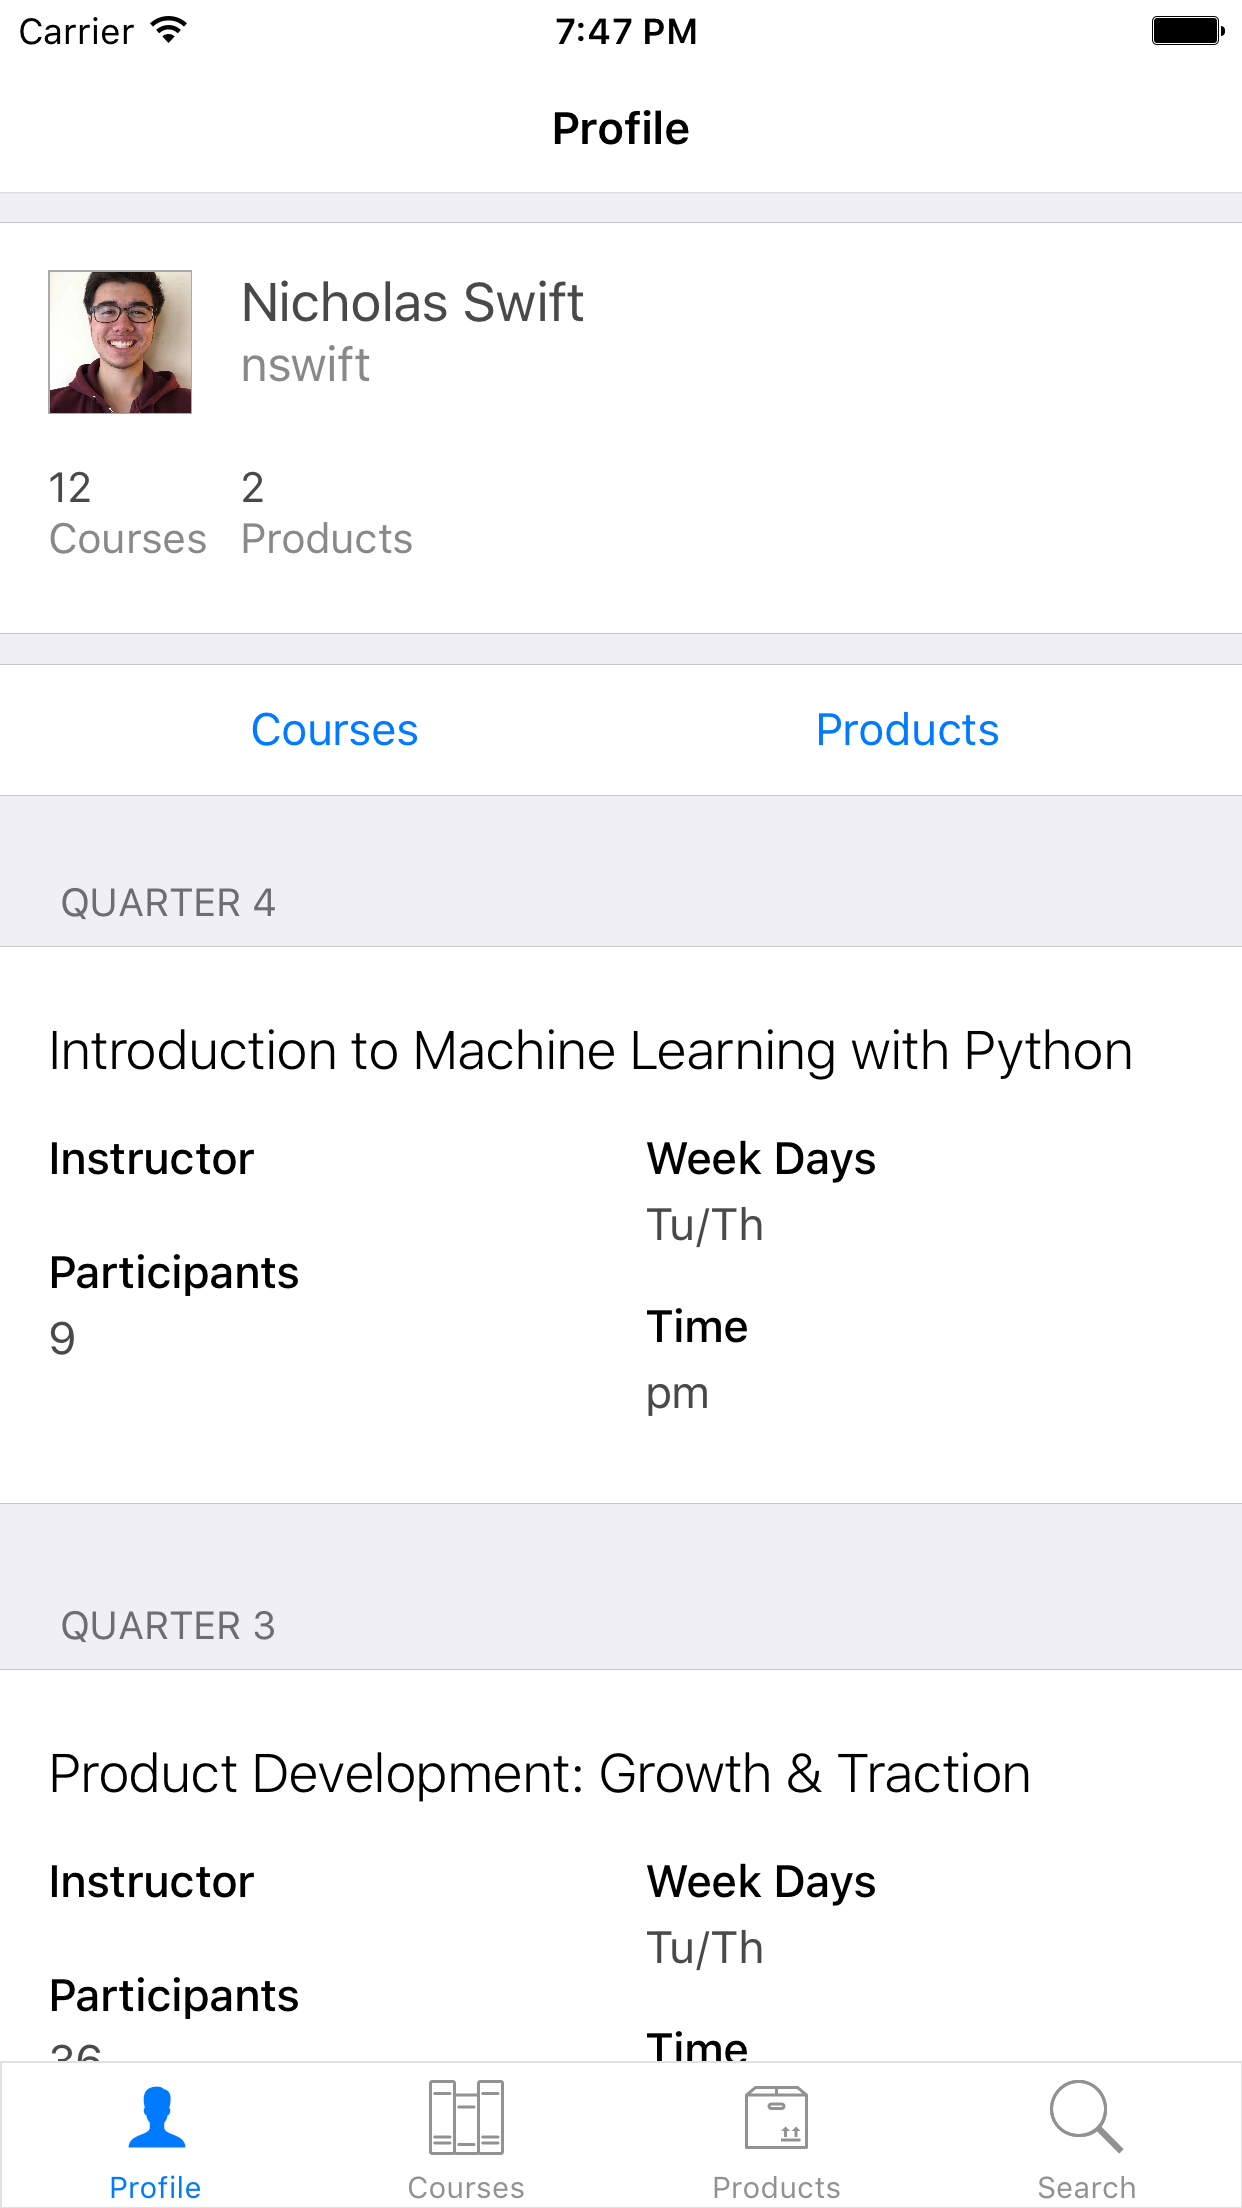 Carrier 7:47 PM
Profile
Nicholas Swift
nswift
12 2
Courses Products
Courses Products
QUARTER 4
Introduction to Machine Learning with Python
Instructor Week Days
Tu/Th
Participants
9
Time
pm
QUARTER 3
Product Development: Growth & Traction
Instructor Week Days
Tu/Th
Participants
36 Time
Profile Courses Products Search